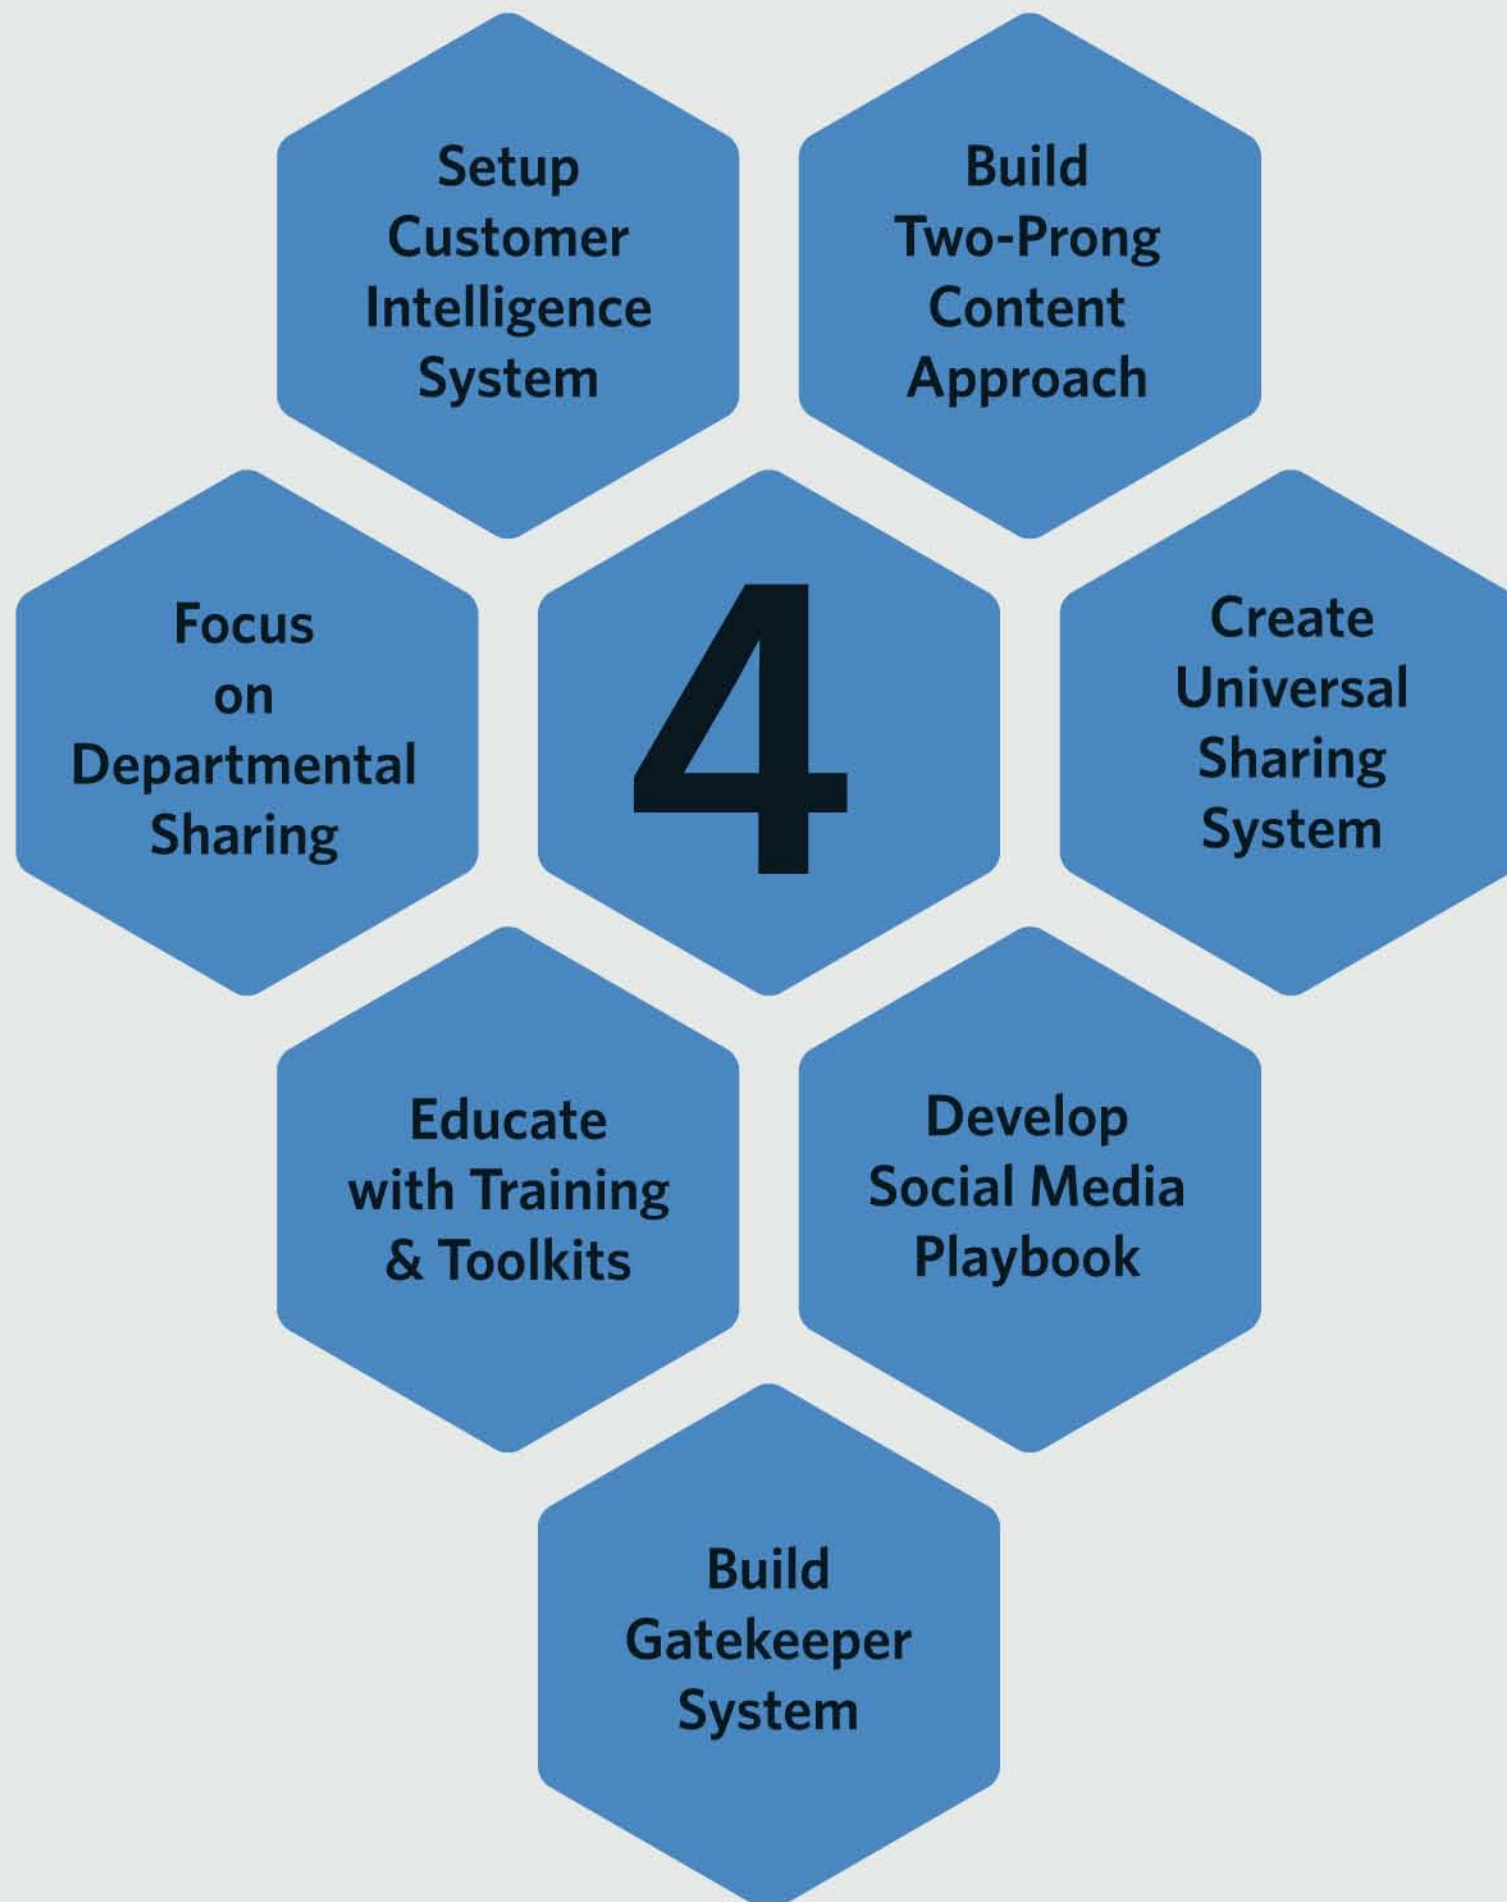 Setup
Customer
Intelligence
System
Build
Two-Prong
Content
Approach
Focus
on
Departmental
Sharing
4
Create
Universal
Sharing
System
Educate
with Training
& Toolkits
Develop
Social Media
Playbook
Build
Gatekeeper
System